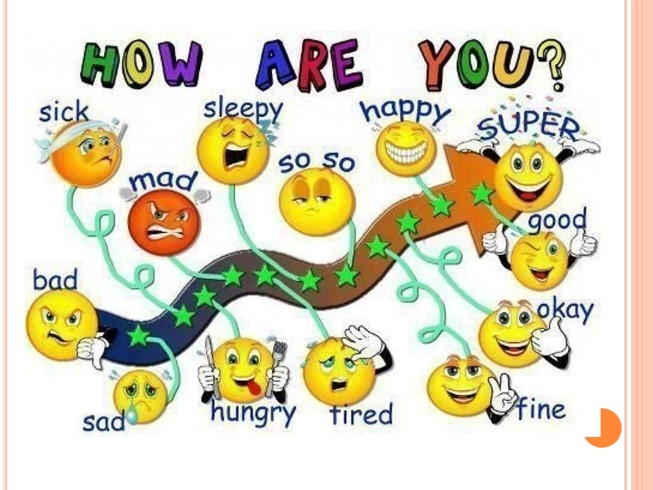 HOW ARE YOU?
sick
sleepy
happy
SUPER
mad
so so
good
bad
okay
sad
hungry
tired
fine